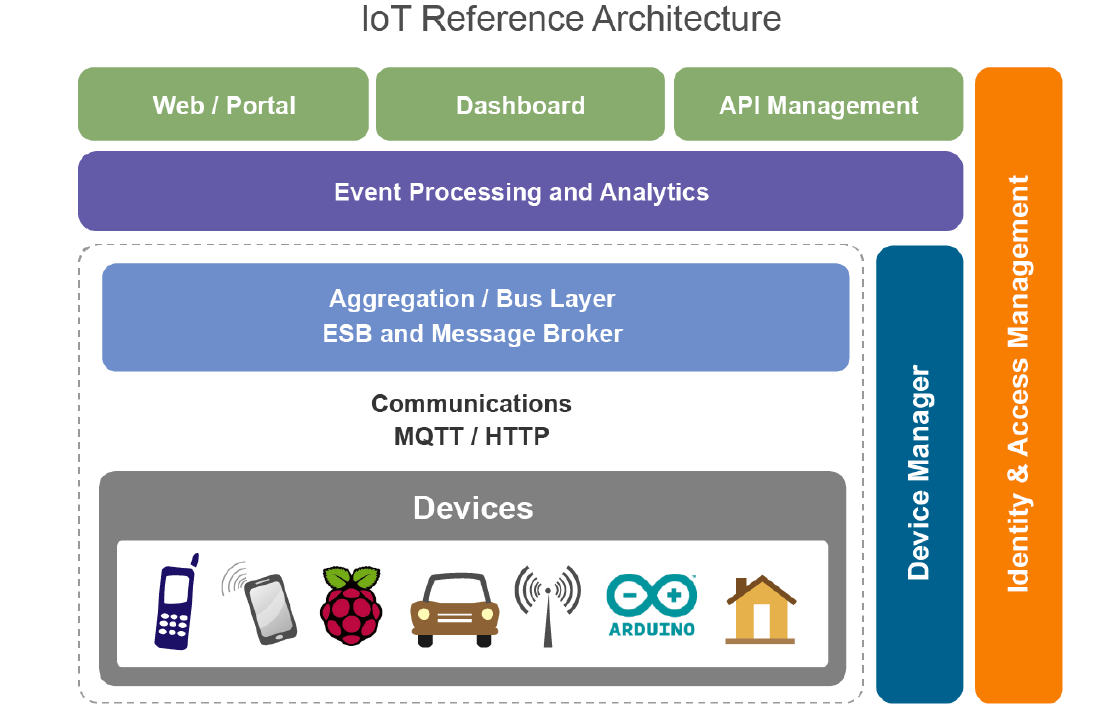 IoT Reference Architecture
Web / Portal
Dashboard
API Management
Event Processing and Analytics
Aggregation / Bus Layer
ESB and Message Broker
Communications
MQTT / HTTP
Devices
ARDUINO
Device Manager
Identity & Access Management